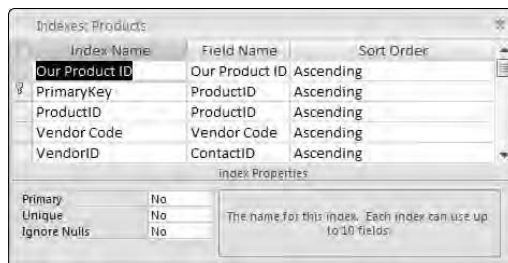 Indexes: Products
Index Name Field Name Sort Order
Our Product ID Our Product ID Ascending
PrimaryKey ProductID Ascending
ProductID ProductID Ascending
Vendor Code Vendor Code Ascending
VendorID ContactID Ascending
Index Properties
Primary No
Unique No
Ignore Nulls No
The name for this index. Each index can use up
to 10 fields.